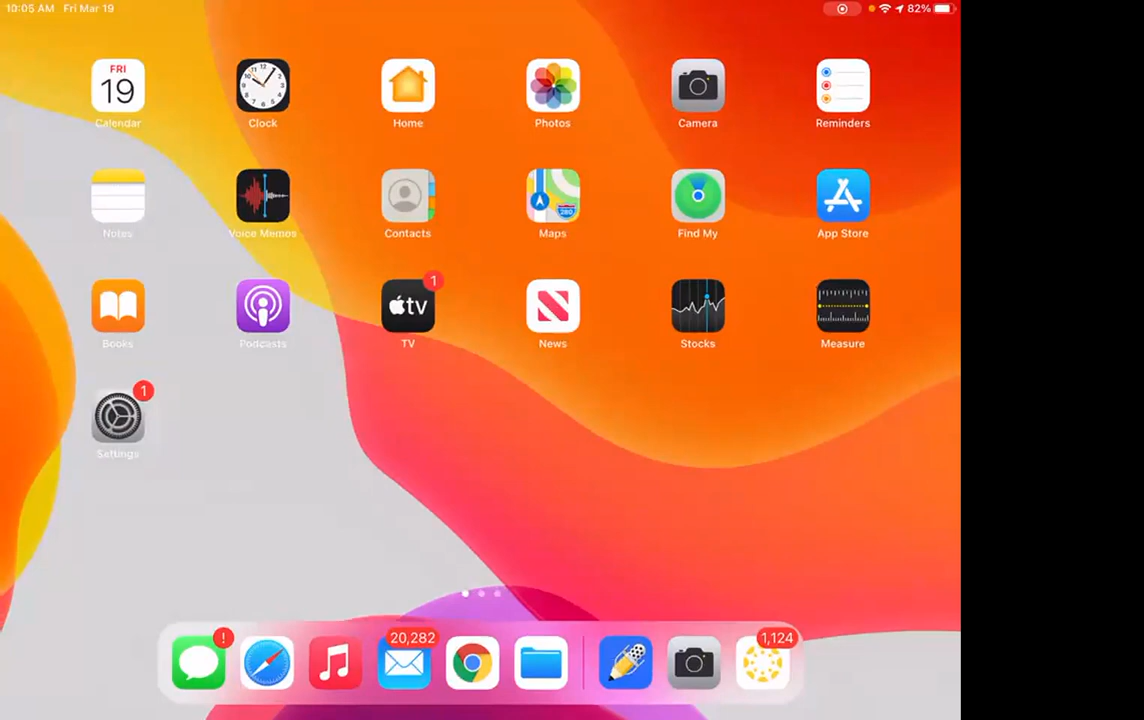 10:05 AM Fri Mar 19
82%
FRI
19
Calendar
Clock
Home
Photos
Camera
Reminders
Notes
Voice Memos
Contacts
Maps
280
Find My
App Store
Books
Podcasts
1
tv
TV
News
Stocks
Measure
1
Settings
!
20,282
1,124